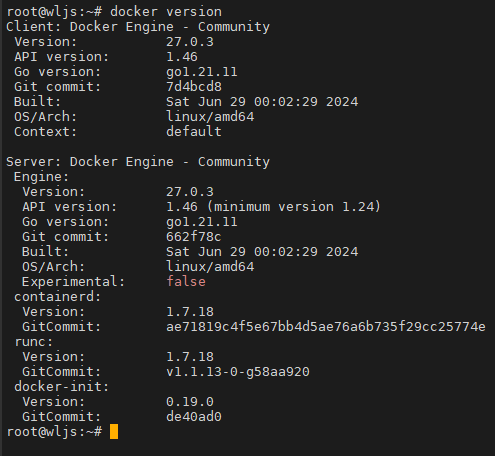 root@wljs:~# docker version
Client: Docker Engine - Community
 Version:           27.0.3
 API version:       1.46
 Go version:        go1.21.11
 Git commit:        7d4bcd8
 Built:             Sat Jun 29 00:02:29 2024
 OS/Arch:           linux/amd64
 Context:           default

Server: Docker Engine - Community
 Engine:
  Version:          27.0.3
  API version:      1.46 (minimum version 1.24)
  Go version:       go1.21.11
  Git commit:       662f78c
  Built:            Sat Jun 29 00:02:29 2024
  OS/Arch:          linux/amd64
  Experimental:     false
 containerd:
  Version:          1.7.18
  GitCommit:        ae71819c4f5e67bb4d5ae76a6b735f29cc25774e
 runc:
  Version:          1.7.18
  GitCommit:        v1.1.13-0-g58aa920
 docker-init:
  Version:          0.19.0
  GitCommit:        de40ad0
root@wljs:~#